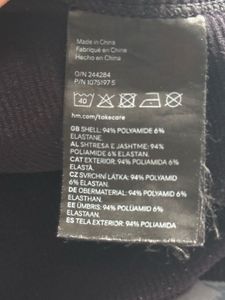 Made in China
Fabriqué en Chine
Hecho en China
O/N 244284
P/N 1075197 5
40
hm.com/takecare
GB SHELL: 94% POLYAMIDE 6%
ELASTANE.
AL SHTRESA E JASHTME: 94%
POLIAMIDE 6% ELASTAN.
CAT EXTERIOR: 94% POLIAMIDA 6%
ELASTAN.
CZ SVRCHNÍ LÁTKA: 94% POLYAMID 6%
ELASTAN.
DE OBERMATERIAL: 94% POLYAMID 6%
ELASTHAN.
EE ÜMBRIS: 94% POLÜAMIID 6%
ELASTAAN.
ES TELA EXTERIOR: 94% POLIAMIDA